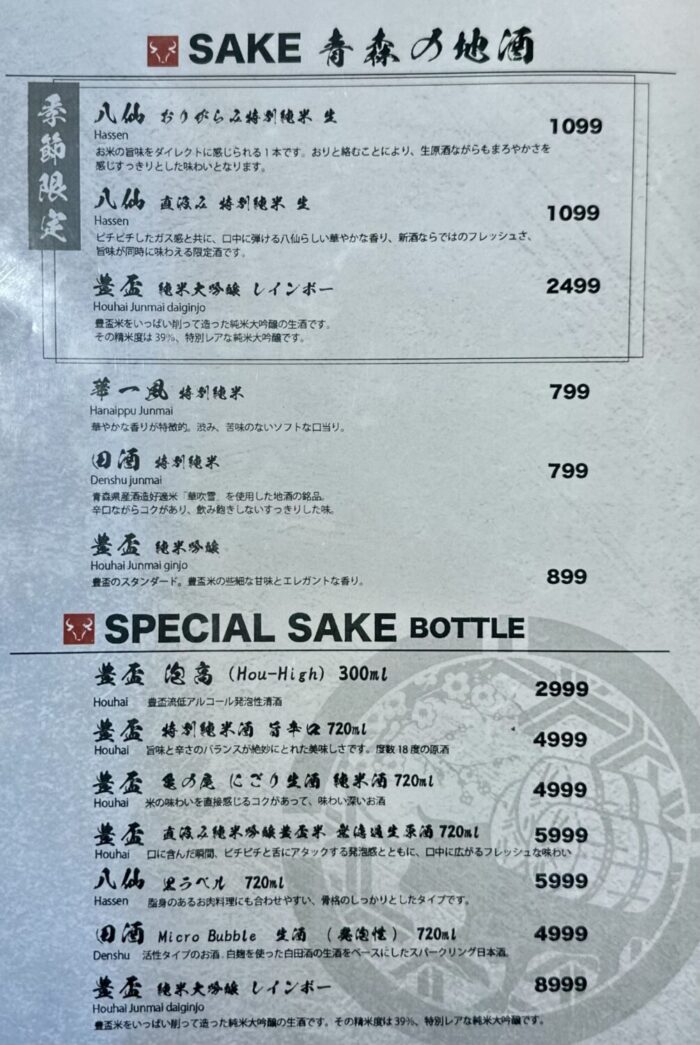 SAKE 青森の地酒
季節限定
八仙 おりがらみ特別純米 生 1099
Hassen
お米の旨味をダイレクトに感じられる1本です。おりと絡むことにより、生原酒ながらもまろやかさを
感じすっきりとした味わいとなります。
八仙 直汲み 特別純米 生 1099
Hassen
ピチピチしたガス感と共に、口中に弾ける八仙らしい華やかな香り、新酒ならではのフレッシュさ、
旨味が同時に味わえる限定酒です。
豊盃 純米大吟醸 レインボー 2499
Houhai Junmai daiginjo
豊盃米をいっぱい削って造った純米大吟醸の生酒です。
その精米度は39%、特別レアな純米大吟醸です。
華一風 特別純米 799
Hanaippu Junmai
華やかな香りが特徴的。渋み、苦味のないソフトな口当り。
田酒 特別純米 799
Denshu junmai
青森県産酒造好適米「華吹雪」を使用した地酒の銘品。
辛口ながらコクがあり、飲み飽きしないすっきりした味。
豊盃 純米吟醸 899
Houhai Junmai ginjo
豊盃のスタンダード。豊盃米の些細な甘味とエレガントな香り。
SPECIAL SAKE BOTTLE
豊盃 泡高 (Hou-High) 300ml 2999
Houhai 豊盃流低アルコール発泡性清酒
豊盃 特別純米酒 旨辛口 720ml 4999
Houhai 旨味と辛さのバランスが絶妙にとれた美味しさです。度数18度の原酒
豊盃 亀の尾 にごり生酒 純米酒 720ml 4999
Houhai 米の味わいを直接感じるコクがあって、味わい深いお酒
豊盃 直汲み純米吟醸豊盃米 無濾過生原酒 720ml 5999
Houhai 口に含んだ瞬間、ピチピチと舌にアタックする発泡感とともに、口中に広がるフレッシュな味わい
八仙 黒ラベル 720ml 5999
Hassen 脂身のあるお肉料理にも合わせやすい、骨格のしっかりとしたタイプです。
田酒 Micro Bubble 生酒 (発泡性) 720ml 4999
Denshu 活性タイプのお酒。白麹を使った白田酒の生酒をベースにしたスパークリング日本酒。
豊盃 純米大吟醸 レインボー 8999
Houhai Junmai daiginjo
豊盃米をいっぱい削って造った純米大吟醸の生酒です。その精米度は39%、特別レアな純米大吟醸です。